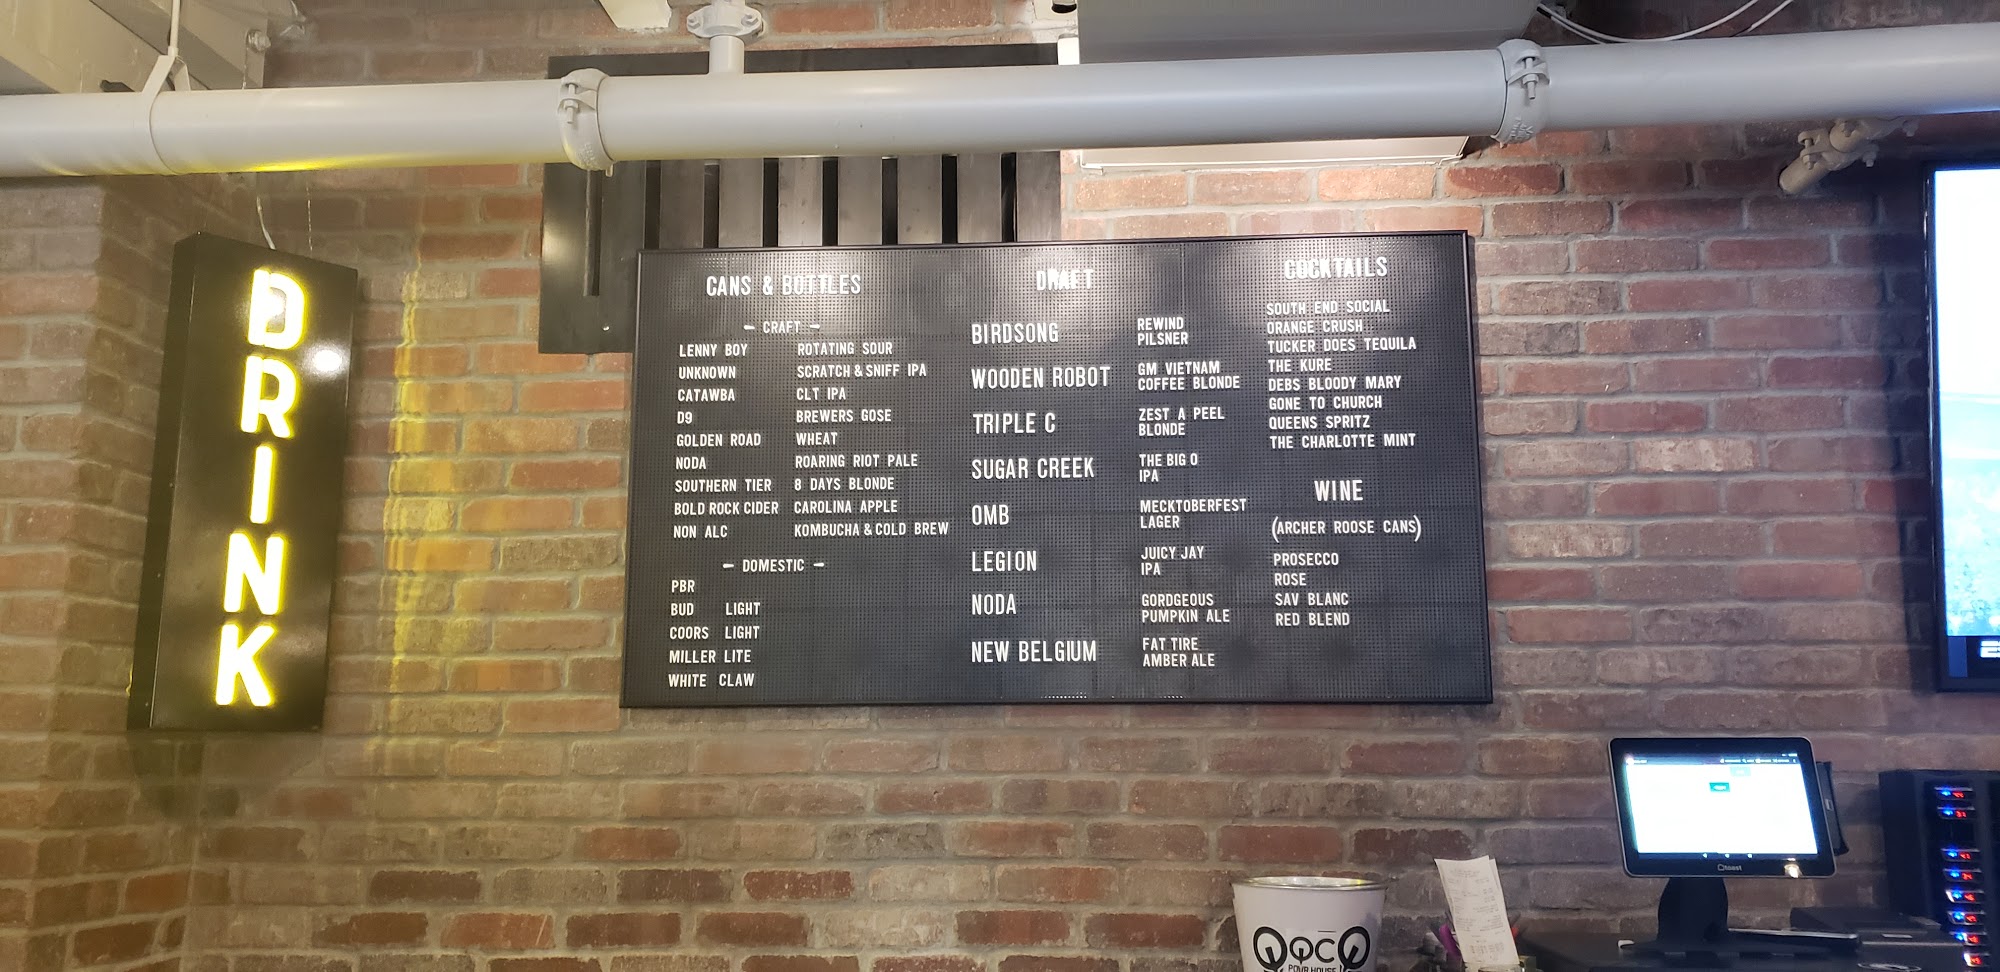 DRINK
CANS & BOTTLES
- CRAFT -
LENNY BOY ROTATING SOUR
UNKNOWN SCRATCH & SNIFF IPA
CATAWBA CLT IPA
D9 BREWERS GOSE
GOLDEN ROAD WHEAT
NODA ROARING RIOT PALE
SOUTHERN TIER 8 DAYS BLONDE
BOLD ROCK CIDER CAROLINA APPLE
NON ALC KOMBUCHA & COLD BREW
- DOMESTIC -
PBR
BUD LIGHT
COORS LIGHT
MILLER LITE
WHITE CLAW
DRAFT
BIRDSONG
REWIND
PILSNER
WOODEN ROBOT
GM VIETNAM
COFFEE BLONDE
TRIPLE C
ZEST A PEEL
BLONDE
SUGAR CREEK
THE BIG O
IPA
OMB
MECKTOBERFEST
LAGER
LEGION
JUICY JAY
IPA
NODA
GORDGEOUS
PUMPKIN ALE
NEW BELGIUM
FAT TIRE
AMBER ALE
COCKTAILS
SOUTH END SOCIAL
ORANGE CRUSH
TUCKER DOES TEQUILA
THE KURE
DEBS BLOODY MARY
GONE TO CHURCH
QUEENS SPRITZ
THE CHARLOTTE MINT
WINE
(ARCHER ROOSE CANS)
PROSECCO
ROSE
SAV BLANC
RED BLEND
toast
QC
POUR HOUSE